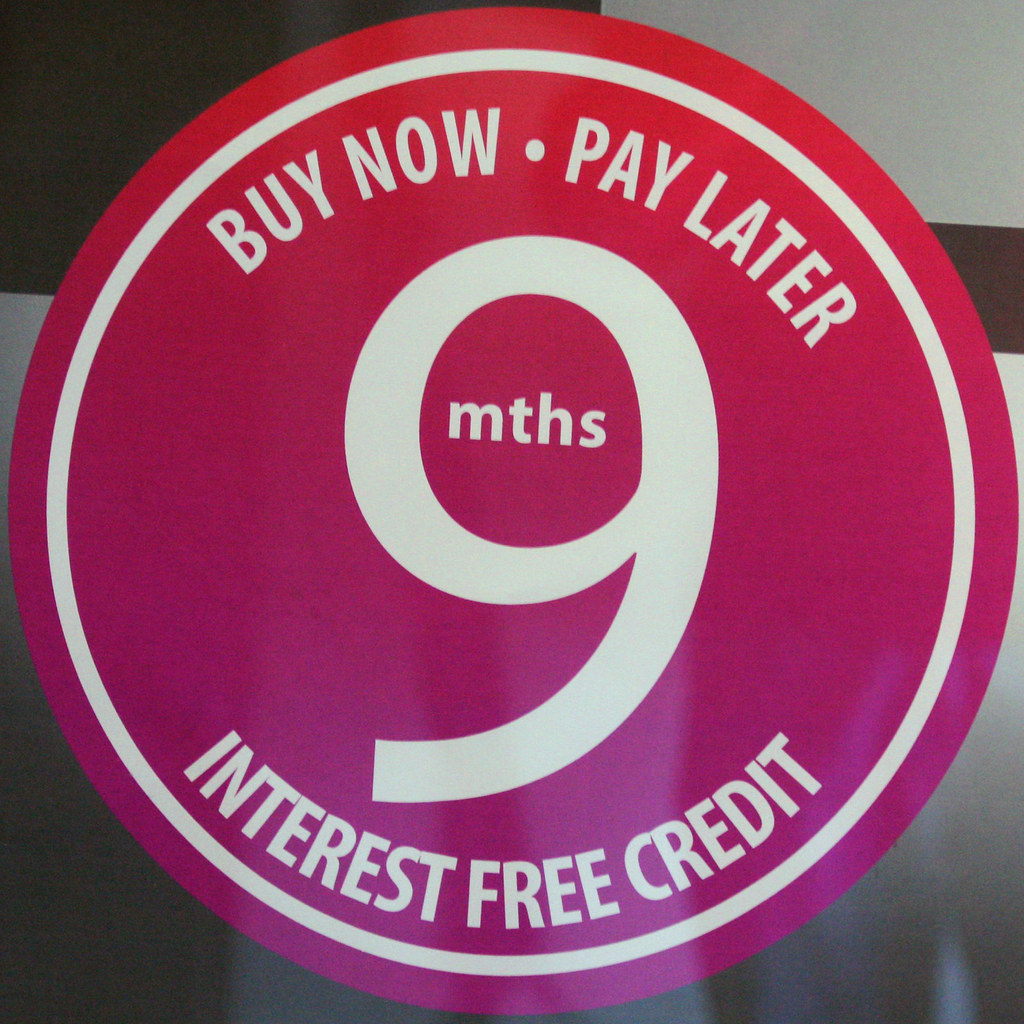 BUY NOW • PAY LATER
9
mths
INTEREST FREE CREDIT